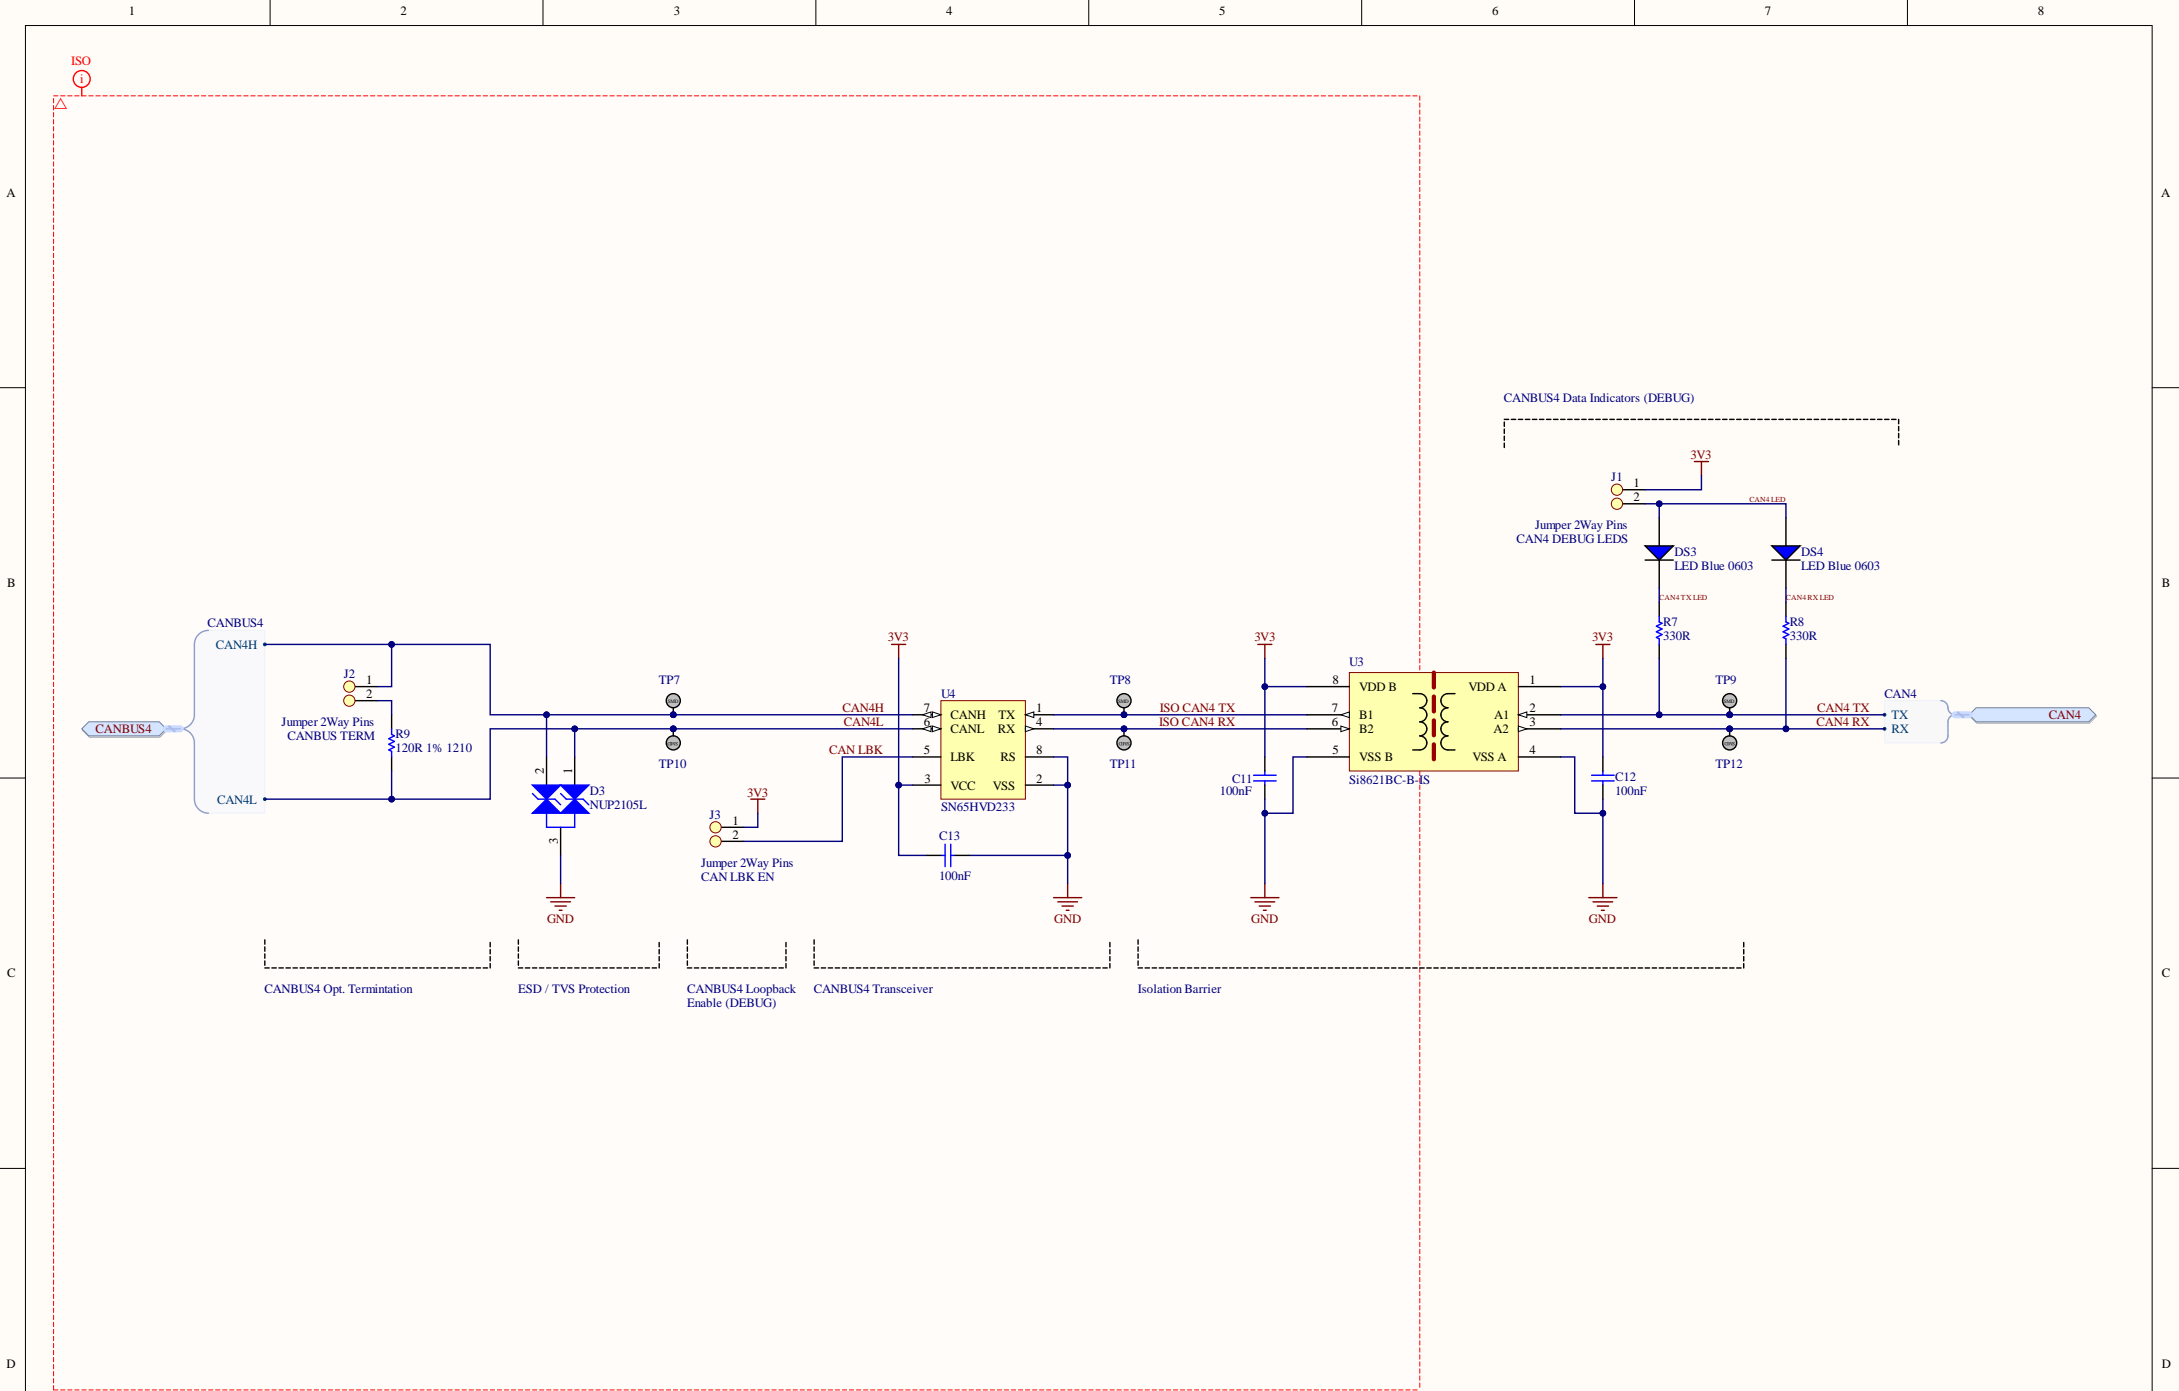 1 2 3 4 5 6 7 8
ISO
i
A A
CANBUS4 Data Indicators (DEBUG)
3V3
J1
1
2
CAN4 LED
Jumper 2Way Pins
CAN4 DEBUG LEDS
DS3
LED Blue 0603
DS4
LED Blue 0603
B B
CAN4 TX LED
CAN4 RX LED
R7
330R
R8
330R
CANBUS4
CAN4H
CANBUS4
CAN4L
J2
1
2
Jumper 2Way Pins
CANBUS TERM
R9
120R 1% 1210
TP7
TP10
2
1
3
D3
NUP2105L
GND
CAN4H
CAN4L
CAN LBK
3V3
J3
1
2
Jumper 2Way Pins
CAN LBK EN
3V3
U4
7 CANH TX 1
6 CANL RX 4
5 LBK RS 8
3 VCC VSS 2
SN65HVD233
C13
100nF
GND
TP8
TP11
ISO CAN4 TX
ISO CAN4 RX
3V3
C11
100nF
GND
U3
8 VDD B VDD A 1
7 B1 A1 2
6 B2 A2 3
5 VSS B VSS A 4
Si8621BC-B-IS
3V3
C12
100nF
GND
TP9
TP12
CAN4 TX
CAN4 RX
CAN4
TX
RX
CAN4
C C
CANBUS4 Opt. Termintation
ESD / TVS Protection
CANBUS4 Loopback
Enable (DEBUG)
CANBUS4 Transceiver
Isolation Barrier
D D